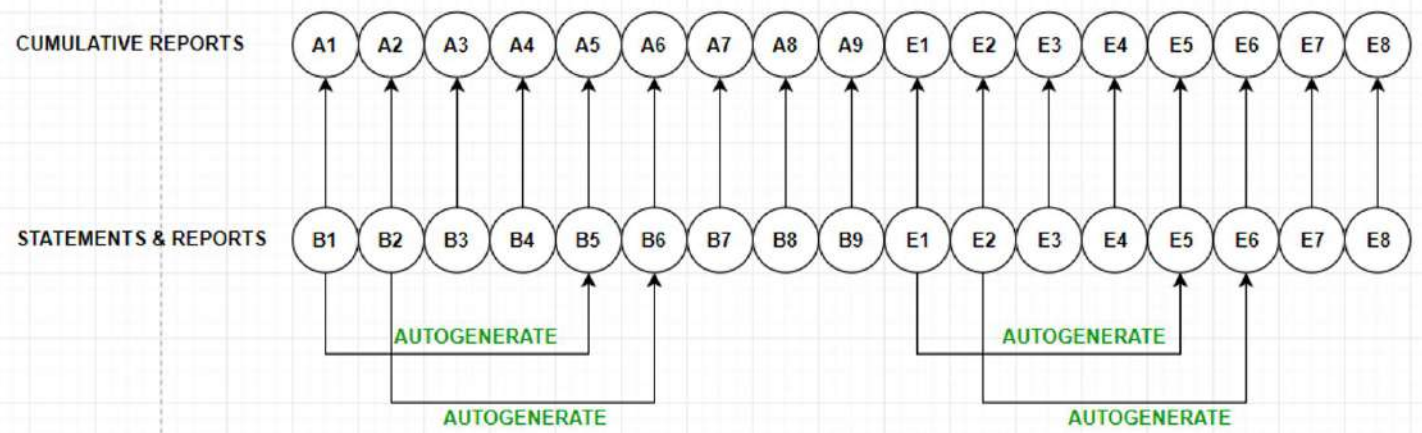 CUMULATIVE REPORTS A1 A2 A3 A4 A5 A6 A7 A8 A9 E1 E2 E3 E4 E5 E6 E7 E8
STATEMENTS & REPORTS B1 B2 B3 B4 B5 B6 B7 B8 B9 E1 E2 E3 E4 E5 E6 E7 E8
AUTOGENERATE AUTOGENERATE
AUTOGENERATE AUTOGENERATE